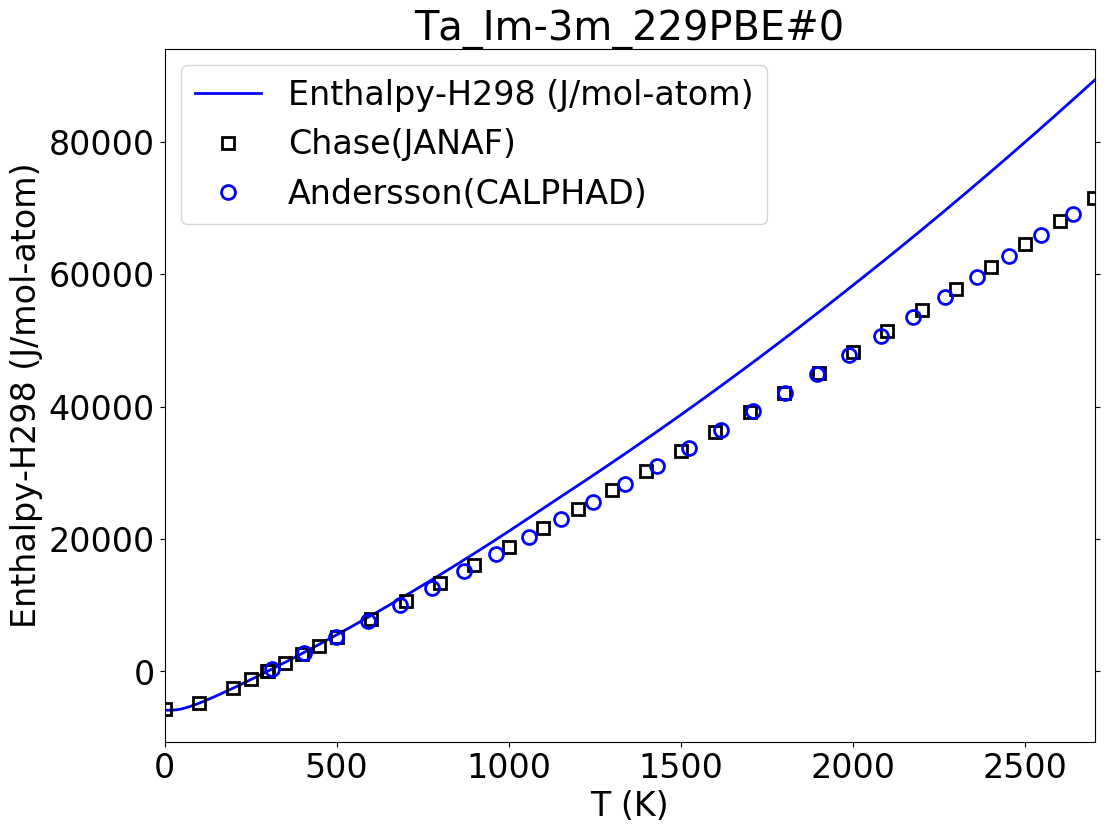 Ta_Im-3m_229PBE#0
Enthalpy-H298 (J/mol-atom)
Chase(JANAF)
Andersson(CALPHAD)
Enthalpy-H298 (J/mol-atom)
80000
60000
40000
20000
0
0 500 1000 1500 2000 2500
T (K)